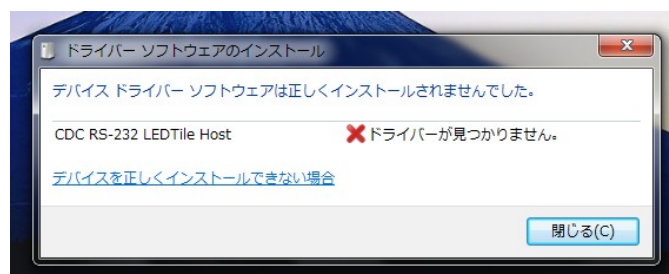 ドライバー ソフトウェアのインストール
デバイス ドライバー ソフトウェアは正しくインストールされませんでした。
CDC RS-232 LEDTile Host ドライバーが見つかりません。
デバイスを正しくインストールできない場合
閉じる(C)